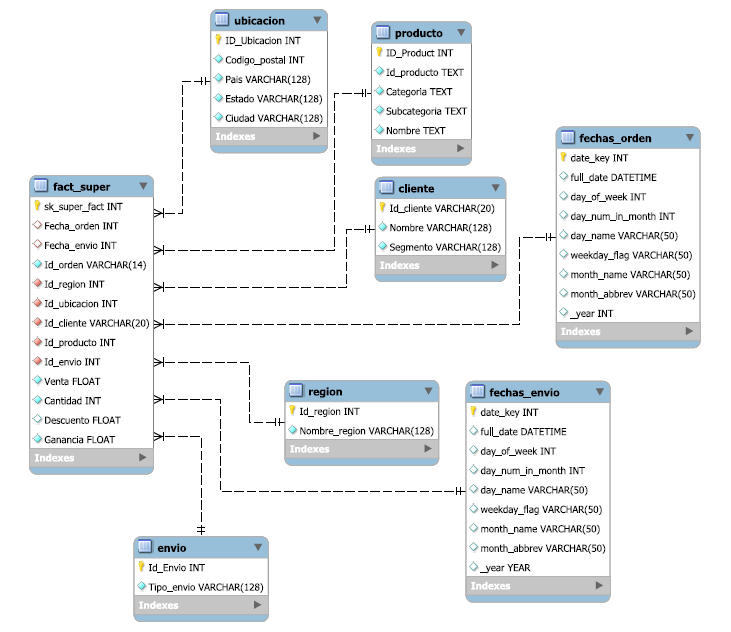 ubicacion
ID_Ubicacion INT
Codigo_postal INT
Pais VARCHAR(128)
Estado VARCHAR(128)
Ciudad VARCHAR(128)
Indexes
producto
ID_Product INT
Id_producto TEXT
Categoria TEXT
Subcategoria TEXT
Nombre TEXT
Indexes
fechas_orden
date_key INT
full_date DATETIME
day_of_week INT
day_num_in_month INT
day_name VARCHAR(50)
weekday_flag VARCHAR(50)
month_name VARCHAR(50)
month_abbrev VARCHAR(50)
_year INT
Indexes
fact_super
sk_super_fact INT
Fecha_orden INT
Fecha_envio INT
Id_orden VARCHAR(14)
Id_region INT
Id_ubicacion INT
Id_cliente VARCHAR(20)
Id_producto INT
Id_envio INT
Venta FLOAT
Cantidad INT
Descuento FLOAT
Ganancia FLOAT
Indexes
cliente
Id_cliente VARCHAR(20)
Nombre VARCHAR(128)
Segmento VARCHAR(128)
Indexes
region
Id_region INT
Nombre_region VARCHAR(128)
Indexes
fechas_envio
date_key INT
full_date DATETIME
day_of_week INT
day_num_in_month INT
day_name VARCHAR(50)
weekday_flag VARCHAR(50)
month_name VARCHAR(50)
month_abbrev VARCHAR(50)
_year YEAR
Indexes
envio
Id_Envio INT
Tipo_envio VARCHAR(128)
Indexes